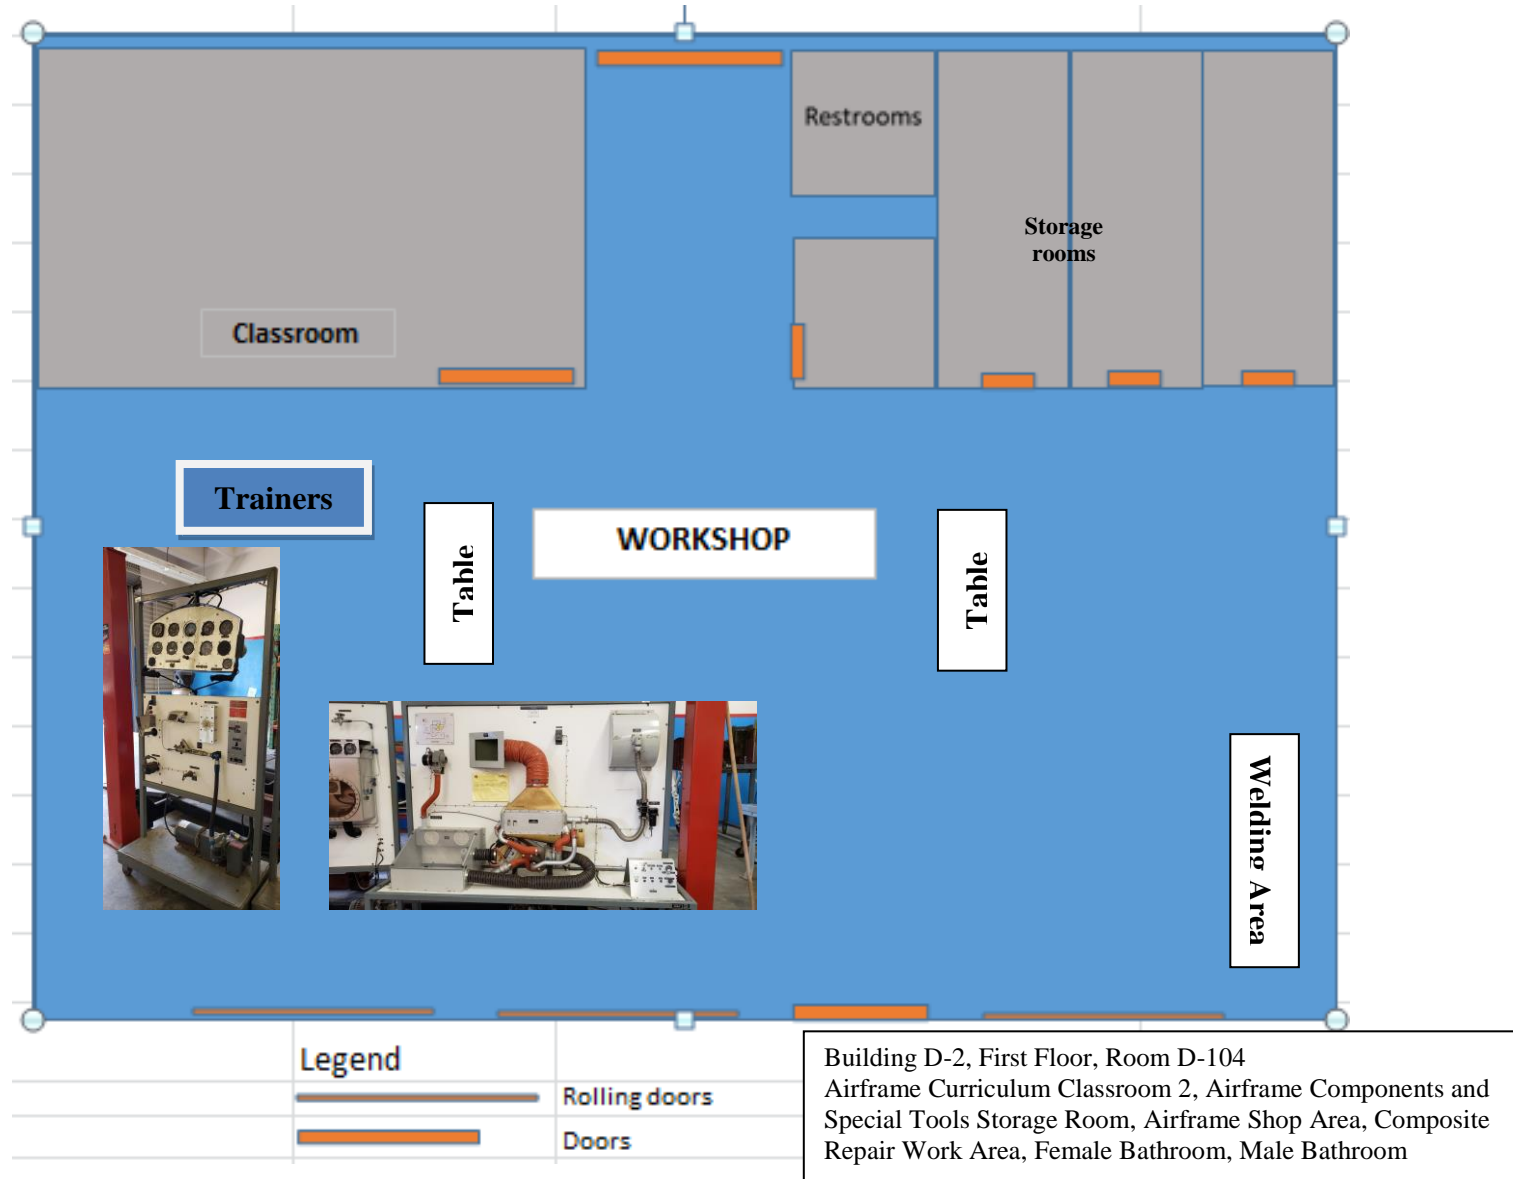 Restrooms
Storage
rooms
Classroom
Trainers
Table
WORKSHOP
Table
Welding Area
Legend
Rolling doors
Doors
Building D-2, First Floor, Room D-104
Airframe Curriculum Classroom 2, Airframe Components and
Special Tools Storage Room, Airframe Shop Area, Composite
Repair Work Area, Female Bathroom, Male Bathroom